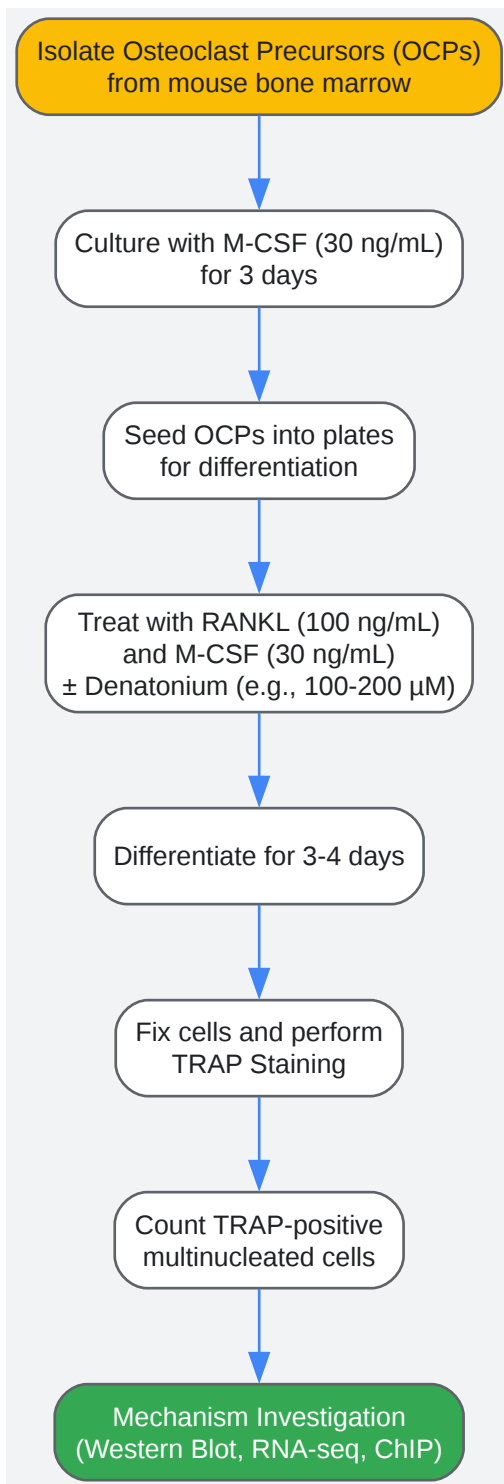 Isolate Osteoclast Precursors (OCPs)
from mouse bone marrow
Culture with M-CSF (30 ng/mL)
for 3 days
Seed OCPs into plates
for differentiation
Treat with RANKL (100 ng/mL)
and M-CSF (30 ng/mL)
± Denatonium (e.g., 100-200 µM)
Differentiate for 3-4 days
Fix cells and perform
TRAP Staining
Count TRAP-positive
multinucleated cells
Mechanism Investigation
(Western Blot, RNA-seq, ChIP)